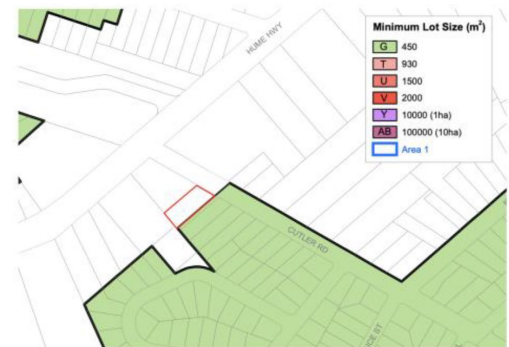 HUME HWY
Minimum Lot Size (m²)
G 450
T 930
U 1500
V 2000
Y 10000 (1ha)
AB 100000 (10ha)
Area 1
CUTLER RD